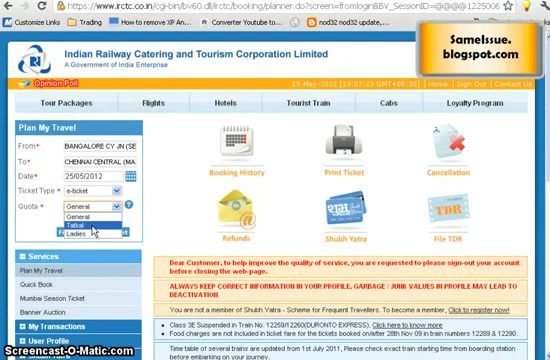 https://www.irctc.co.in/cgi-bin/bv60.dll/irctc/booking/planner.do?screen=fromlogin&BV_SessionID=@@@@1225006
Customize Links
Trading
How to remove XP An...
Converter Youtube to...
nod32 nod32 update,...
SameIssue.
blogspot.com
Indian Railway Catering and Tourism Corporation Limited
A Government of India Enterprise
IR
Opinion Poll
19-May-2012 [19:07:23 GMT+05:30] | Home | Sign Out | Contact Us
Tour Packages
Flights
Hotels
Tourist Train
Cabs
Loyalty Program
Plan My Travel
From* BANGALORE CY JN (SE
To* CHENNAI CENTRAL (MA
Date* 25/05/2012
Ticket Type * e-ticket
Quota* General
General
Tatkal
Ladies
Booking History
Print Ticket
Cancellation
Refunds
Shubh Yatra
TDR
File TDR
Services
Plan My Travel
Quick Book
Mumbai Season Ticket
Banner Auction
My Transactions
User Profile
Dear Customer, to help improve the quality of service, you are requested to please sign-out your account before closing the web-page.
ALWAYS KEEP CORRECT INFORMATION IN YOUR PROFILE, GARBAGE / JUNK VALUES IN PROFILE MAY LEAD TO
DEACTIVATION
You are not a member of Shubh Yatra - Scheme for Frequent Travellers. To become a member, Click to register now!
Class 3E Suspended in Train No. 12259/12260(DURONTO EXPRESS). Click here to know more
Food charges are not included in ticket for the tickets booked on/after 28th Nov 09 in train numbers 12289 & 12290.
Time table of several trains are updated from 1st July 2011, Please check exact train starting time from boarding
station before embarking on your journey.
Screencast-O-Matic.com